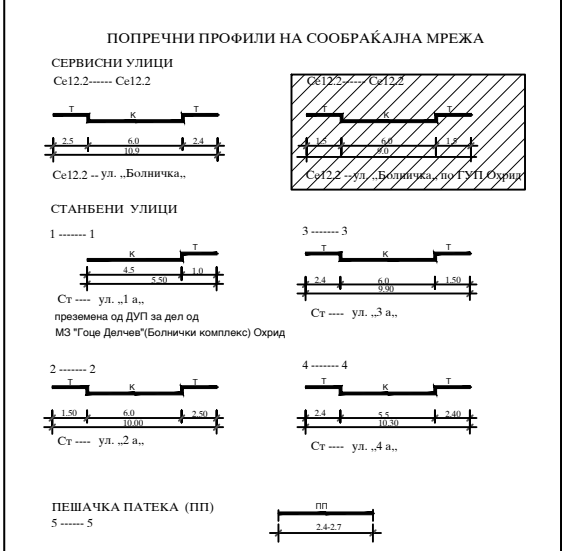 ПОПРЕЧНИ ПРОФИЛИ НА СООБРАЌАЈНА МРЕЖА
СЕРВИСНИ УЛИЦИ
Се12.2------ Се12.2
Т К Т
2.5 6.0 2.4
10.9
Се12.2 -- ул. ,,Болничка,,
Се12.2------ Се12.2
Т К Т
1.5 6.0 1.5
9.0
Се12.2 --ул. ,,Болничка,, по ГУП Охрид
СТАНБЕНИ УЛИЦИ
1 ------- 1
К Т
4.5 1.0
5.50
Ст ---- ул. ,,1 а,,
преземена од ДУП за дел од
МЗ "Гоце Делчев"(Болнички комплекс) Охрид
3 ------- 3
Т К Т
2.4 6.0 1.50
9.90
Ст ---- ул. ,,3 а,,
2 ------- 2
Т К Т
1.50 6.0 2.50
10.00
Ст ---- ул. ,,2 а,,
4 ------- 4
Т К Т
2.4 5.5 2.40
10.30
Ст ---- ул. ,,4 а,,
ПЕШАЧКА ПАТЕКА (ПП)
5 ------ 5
ПП
2.4-2.7